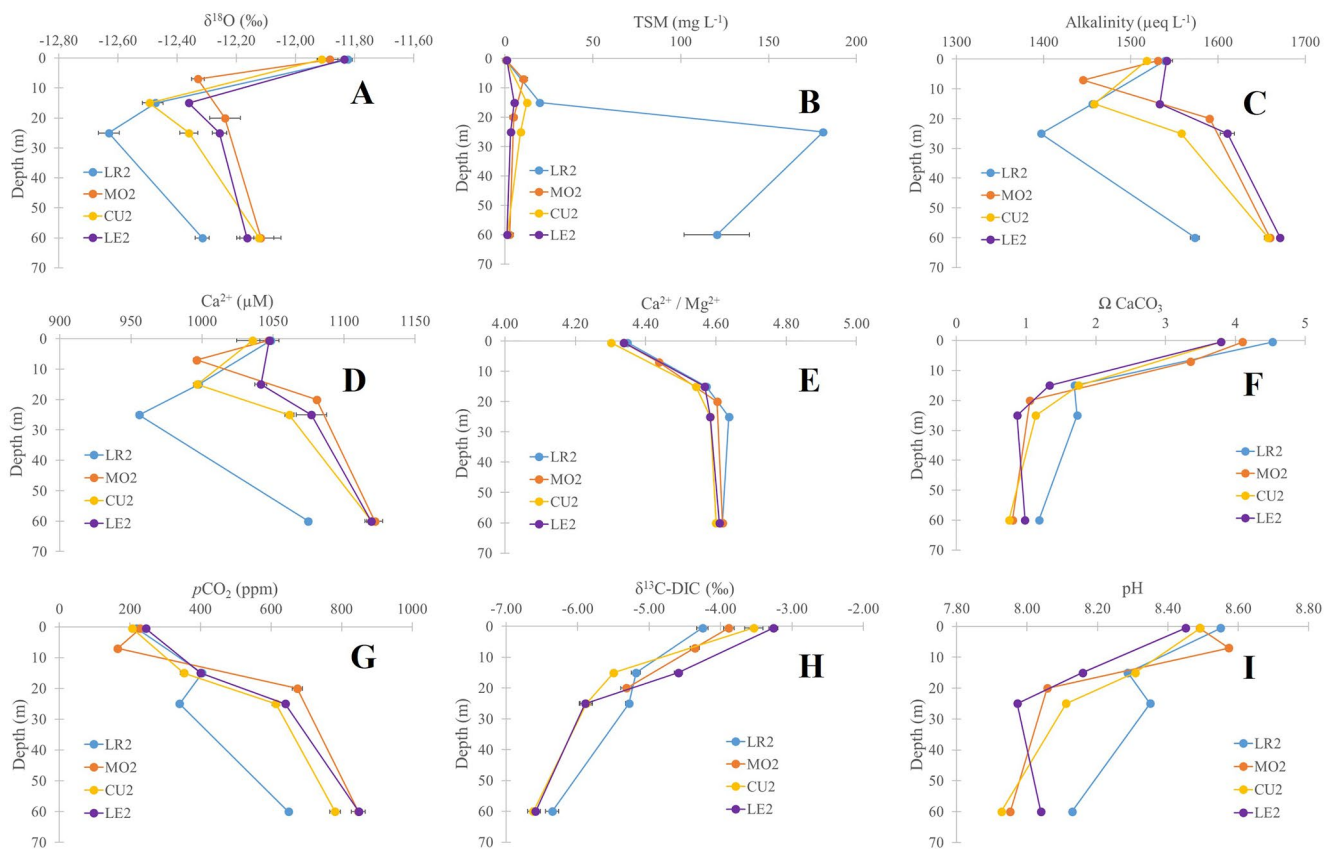 δ¹⁸O (‰)
-12,80 -12,60 -12,40 -12,20 -12,00 -11,80 -11,60
0
10
20
30
40
50
60
70
Depth (m)
A
LR2
MO2
CU2
LE2
TSM (mg L⁻¹)
0 50 100 150 200
0
10
20
30
40
50
60
70
Depth (m)
B
LR2
MO2
CU2
LE2
Alkalinity (µeq L⁻¹)
1300 1400 1500 1600 1700
0
10
20
30
40
50
60
70
Depth (m)
C
LR2
MO2
CU2
LE2
Ca²⁺ (µM)
900 950 1000 1050 1100 1150
0
10
20
30
40
50
60
70
Depth (m)
D
LR2
MO2
CU2
LE2
Ca²⁺ / Mg²⁺
4.00 4.20 4.40 4.60 4.80 5.00
0
10
20
30
40
50
60
70
Depth (m)
E
LR2
MO2
CU2
LE2
Ω CaCO₃
0 1 2 3 4 5
0
10
20
30
40
50
60
70
Depth (m)
F
LR2
MO2
CU2
LE2
pCO₂ (ppm)
0 200 400 600 800 1000
0
10
20
30
40
50
60
70
Depth (m)
G
LR2
MO2
CU2
LE2
δ¹³C-DIC (‰)
-7.00 -6.00 -5.00 -4.00 -3.00 -2.00
0
10
20
30
40
50
60
70
Depth (m)
H
LR2
MO2
CU2
LE2
pH
7.80 8.00 8.20 8.40 8.60 8.80
0
10
20
30
40
50
60
70
Depth (m)
I
LR2
MO2
CU2
LE2